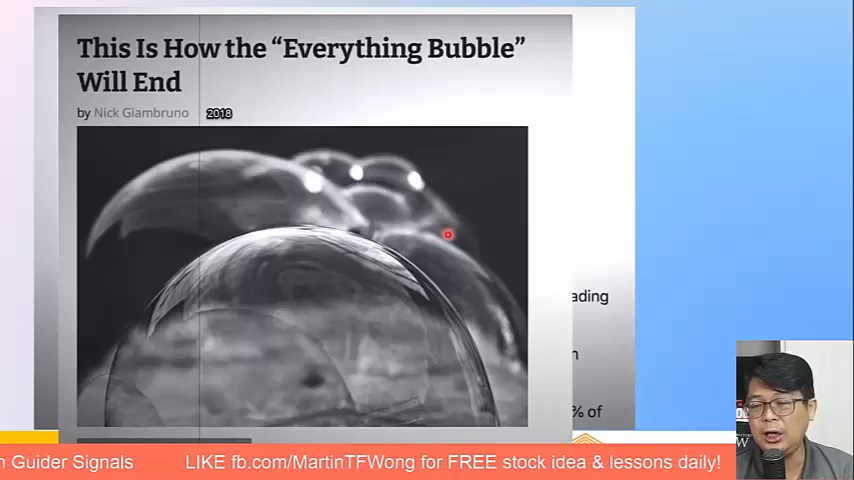 This Is How the “Everything Bubble”
Will End
by Nick Giambruno 2018
ading
% of
n Guider Signals LIKE fb.com/MartinTFWong for FREE stock idea & lessons daily!